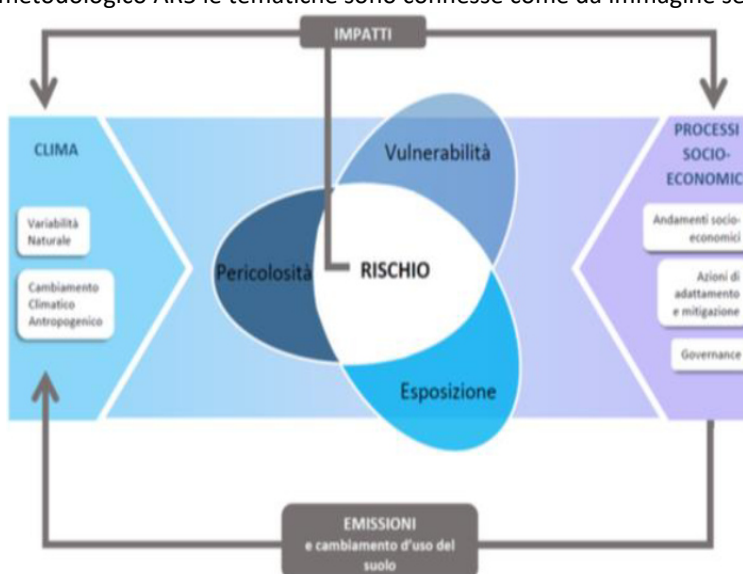 metodologico AR5 le tematiche sono connesse come da immagine se
IMPATTI
CLIMA
Variabilità
Naturale
Cambiamento
Climatico
Antropogenico
Vulnerabilità
Pericolosità
RISCHIO
Esposizione
PROCESSI
SOCIO-
ECONOMIC
Andamenti socio-
economici
Azioni di
adattamento
e mitigazione
Governance
EMISSIONI
e cambiamento d'uso del
suolo